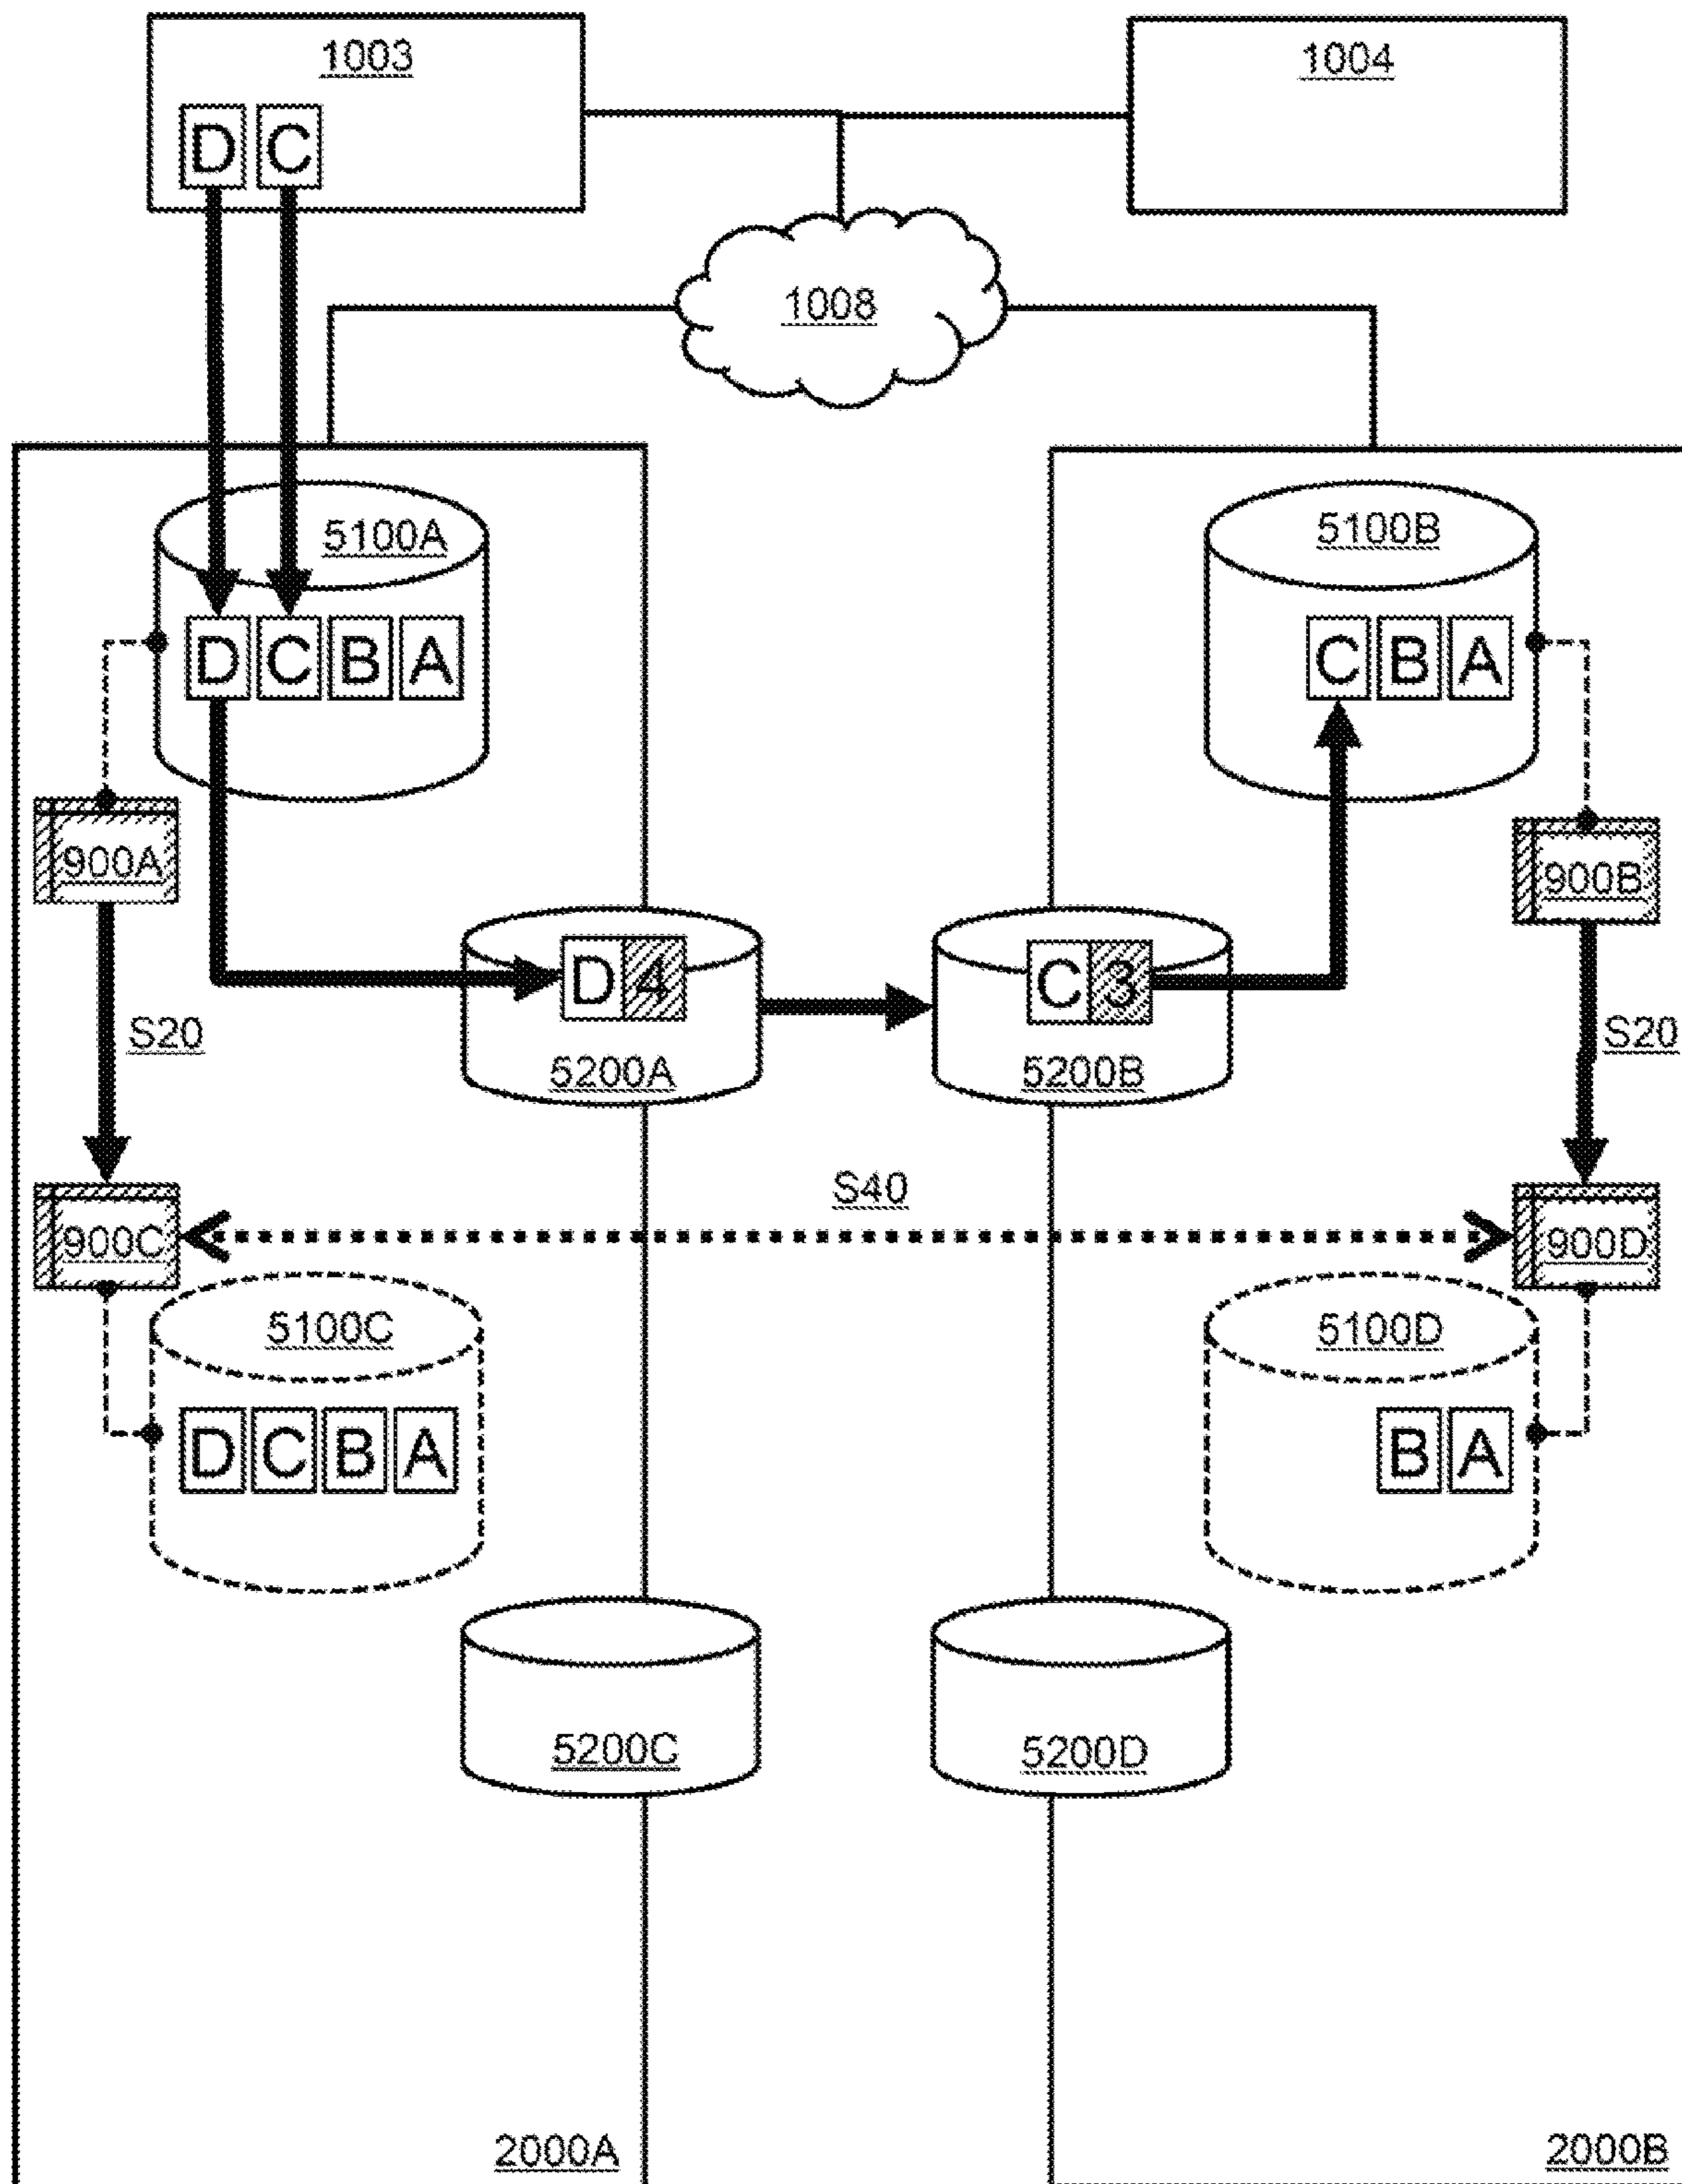 1003
1004
D C
1008
5100A
5100B
D C B A
C B A
900A
900B
D 4
C 3
S20
S20
5200A
5200B
S40
900C
900D
5100C
5100D
D C B A
B A
5200C
5200D
2000A
2000B